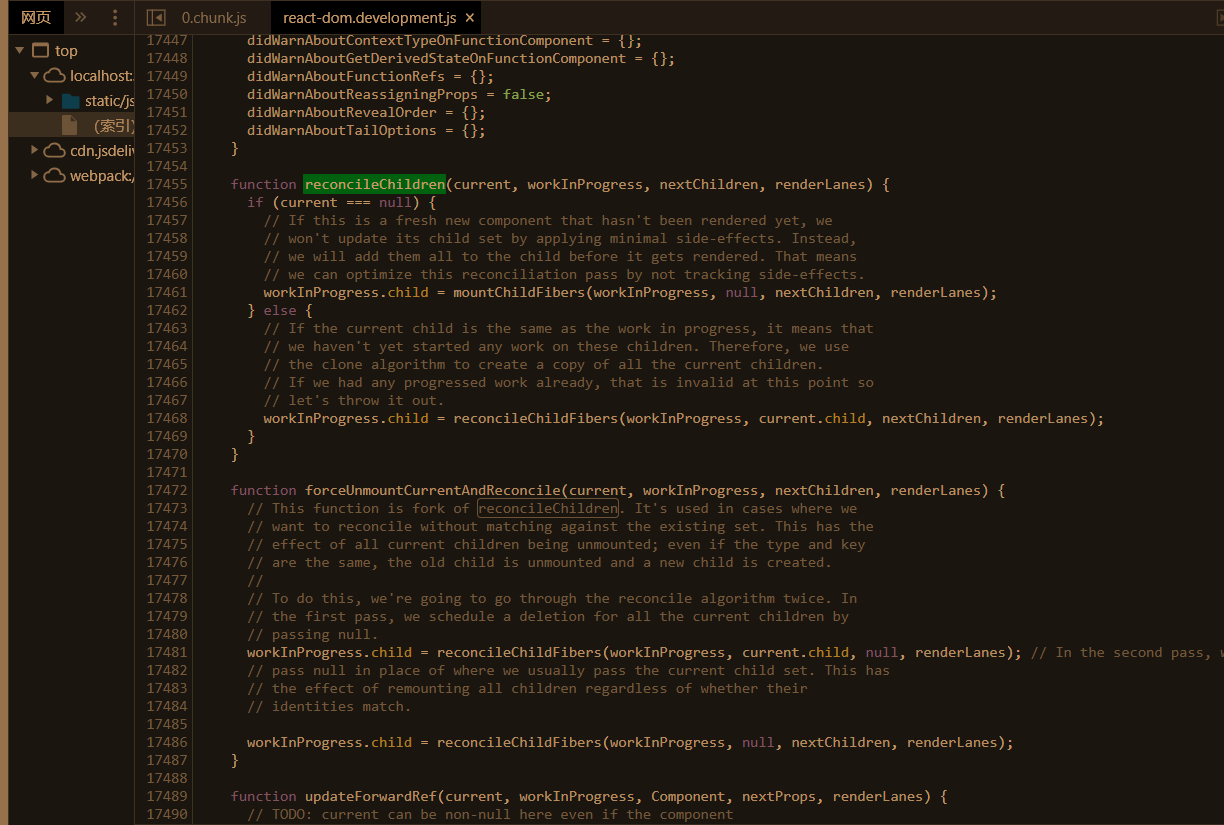 网页
0.chunk.js
react-dom.development.js ×
top
localhost:
static/js
(索引)
cdn.jsdeliv
webpack:/
17447 didWarnAboutContextTypeOnFunctionComponent = {};
17448 didWarnAboutGetDerivedStateOnFunctionComponent = {};
17449 didWarnAboutFunctionRefs = {};
17450 didWarnAboutReassigningProps = false;
17451 didWarnAboutRevealOrder = {};
17452 didWarnAboutTailOptions = {};
17453 }
17454
17455 function reconcileChildren(current, workInProgress, nextChildren, renderLanes) {
17456 if (current === null) {
17457 // If this is a fresh new component that hasn't been rendered yet, we
17458 // won't update its child set by applying minimal side-effects. Instead,
17459 // we will add them all to the child before it gets rendered. That means
17460 // we can optimize this reconciliation pass by not tracking side-effects.
17461 workInProgress.child = mountChildFibers(workInProgress, null, nextChildren, renderLanes);
17462 } else {
17463 // If the current child is the same as the work in progress, it means that
17464 // we haven't yet started any work on these children. Therefore, we use
17465 // the clone algorithm to create a copy of all the current children.
17466 // If we had any progressed work already, that is invalid at this point so
17467 // let's throw it out.
17468 workInProgress.child = reconcileChildFibers(workInProgress, current.child, nextChildren, renderLanes);
17469 }
17470 }
17471
17472 function forceUnmountCurrentAndReconcile(current, workInProgress, nextChildren, renderLanes) {
17473 // This function is fork of reconcileChildren. It's used in cases where we
17474 // want to reconcile without matching against the existing set. This has the
17475 // effect of all current children being unmounted; even if the type and key
17476 // are the same, the old child is unmounted and a new child is created.
17477 //
17478 // To do this, we're going to go through the reconcile algorithm twice. In
17479 // the first pass, we schedule a deletion for all the current children by
17480 // passing null.
17481 workInProgress.child = reconcileChildFibers(workInProgress, current.child, null, renderLanes); // In the second pass,
17482 // pass null in place of where we usually pass the current child set. This has
17483 // the effect of remounting all children regardless of whether their
17484 // identities match.
17485
17486 workInProgress.child = reconcileChildFibers(workInProgress, null, nextChildren, renderLanes);
17487 }
17488
17489 function updateForwardRef(current, workInProgress, Component, nextProps, renderLanes) {
17490 // TODO: current can be non-null here even if the component